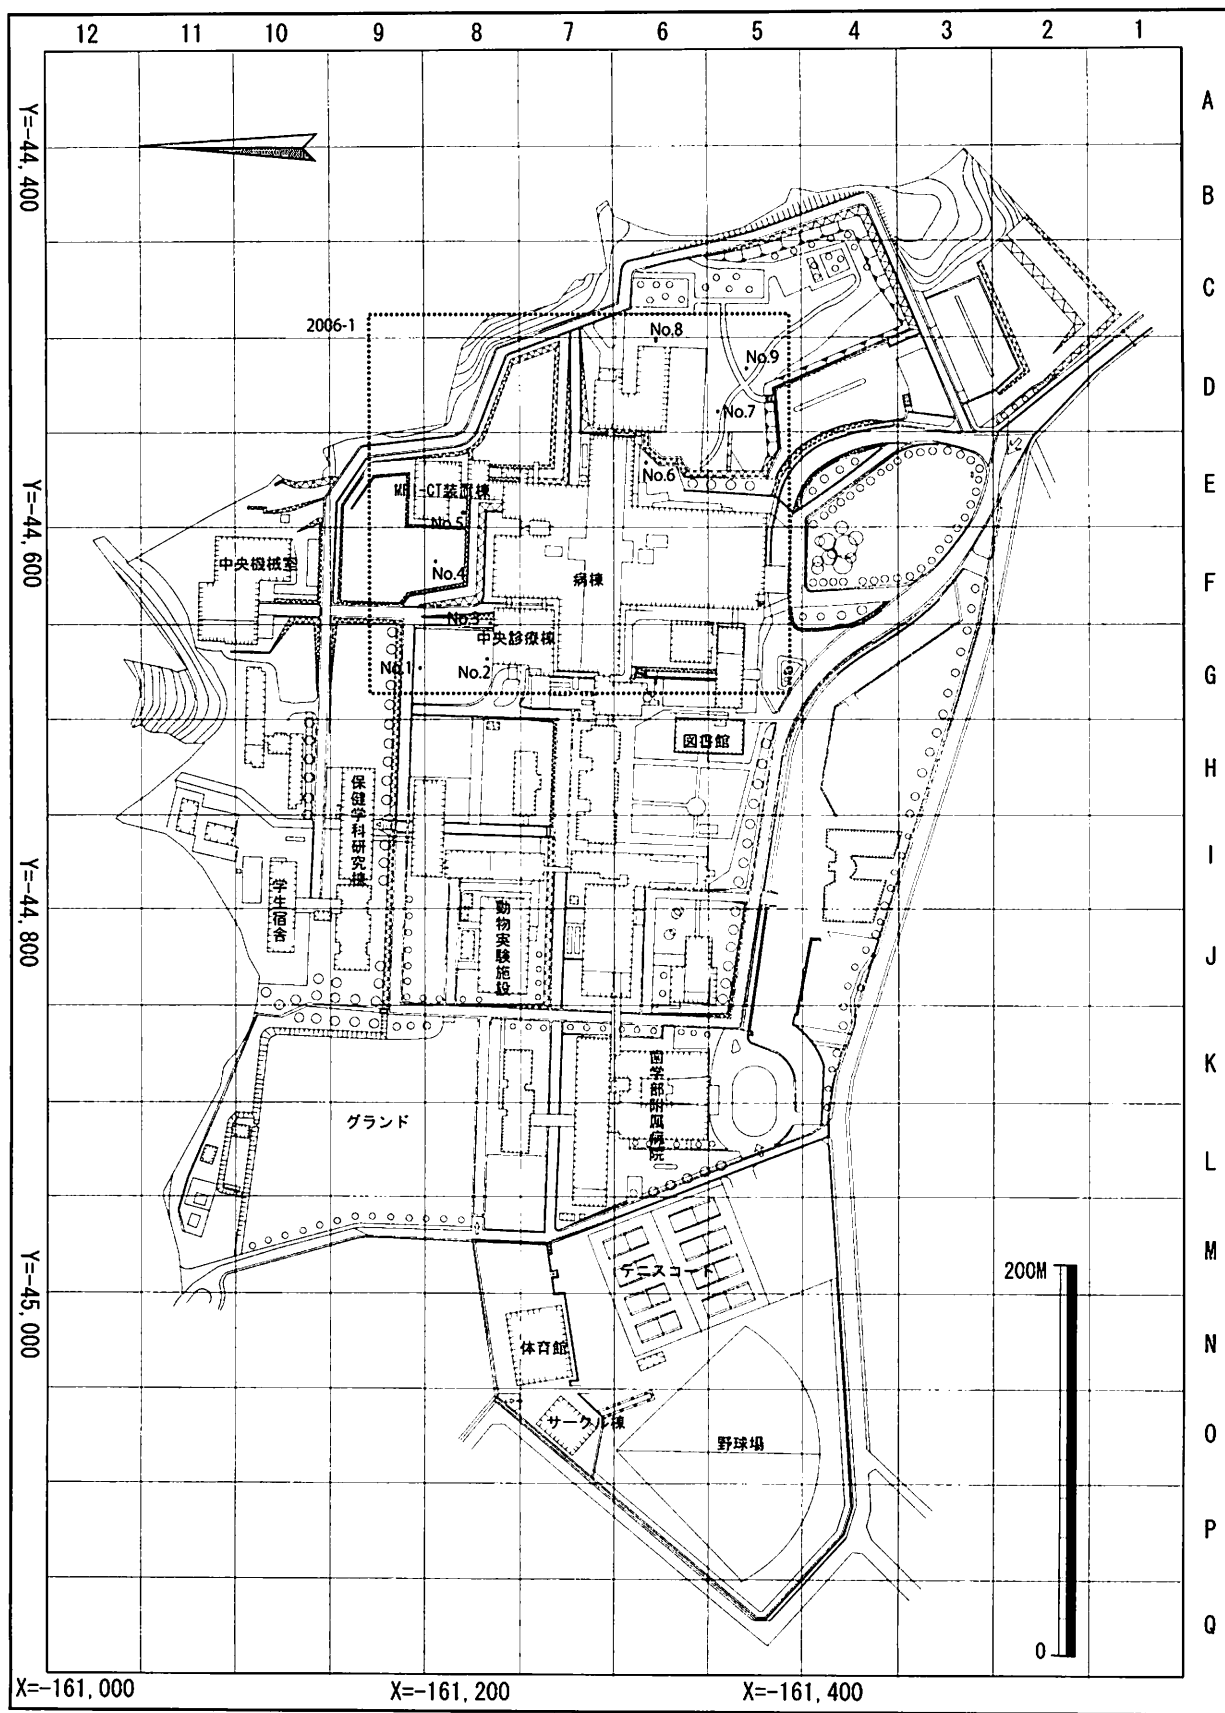 12 11 10 9 8 7 6 5 4 3 2 1
A
B
C
D
E
F
G
H
I
J
K
L
M
N
O
P
Q
Y=-44,400
Y=-44,600
Y=-44,800
Y=-45,000
X=-161,000
X=-161,200
X=-161,400
2006-1
No.8
No.9
No.7
No.6
MRI-CT装置棟
No.5
No.4
中央機械室
病棟
No.3
中央診療棟
No.1
No.2
図書館
保健学科研究棟
学生宿舎
動物実験施設
歯学部附属病院
グランド
テニスコート
200M
0
体育館
サークル棟
野球場